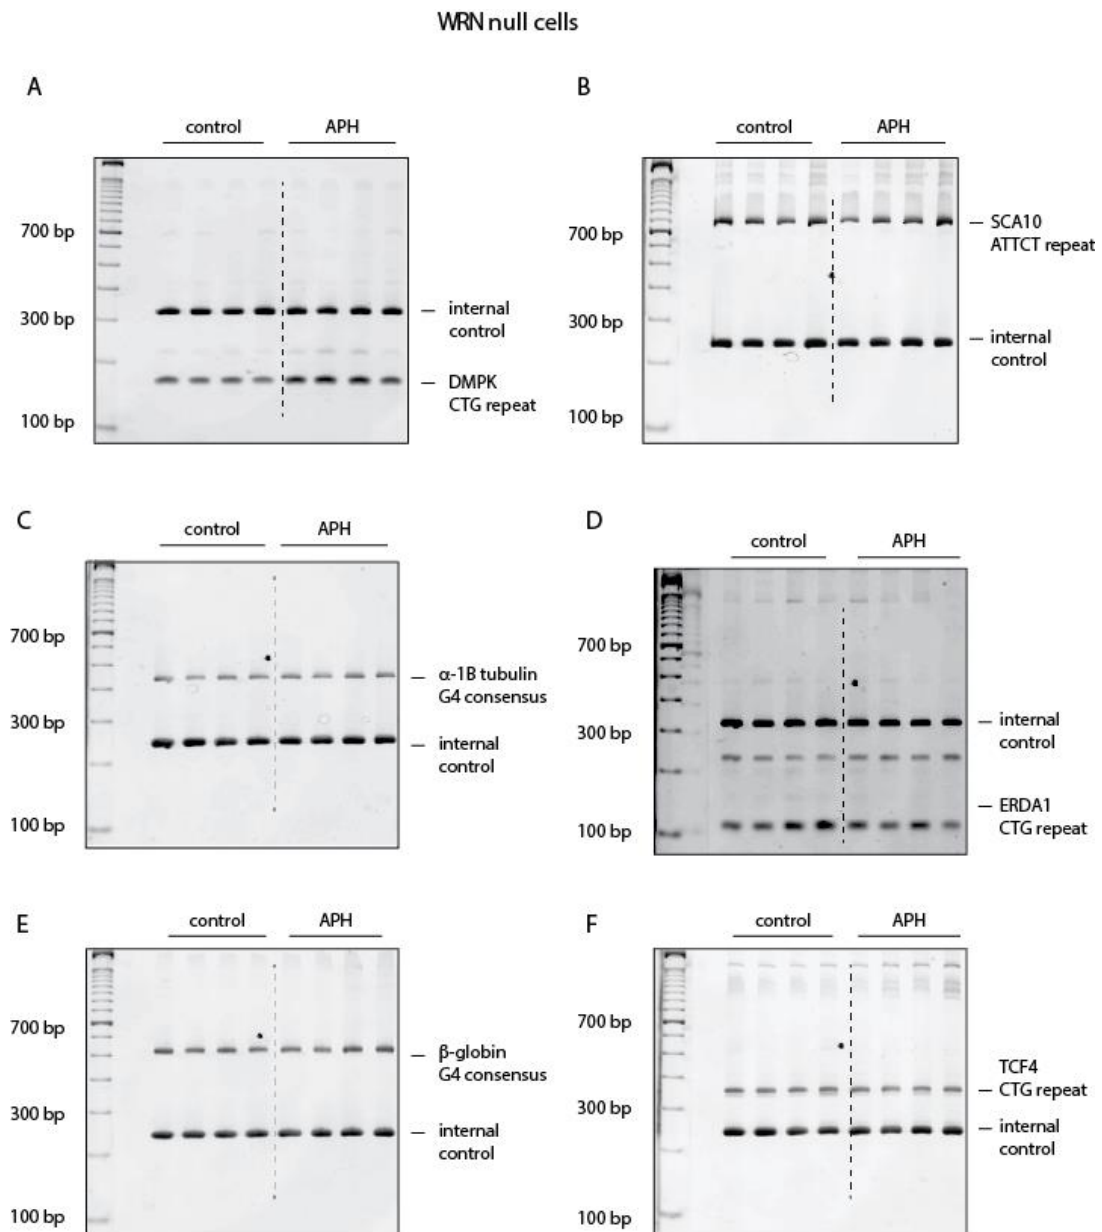 WRN null cells
A
control
APH
700 bp
300 bp
100 bp
internal
control
DMPK
CTG repeat
B
control
APH
700 bp
300 bp
100 bp
SCA10
ATTCT repeat
internal
control
C
control
APH
700 bp
300 bp
100 bp
α-1B tubulin
G4 consensus
internal
control
D
control
APH
700 bp
300 bp
100 bp
internal
control
ERDA1
CTG repeat
E
control
APH
700 bp
300 bp
100 bp
β-globin
G4 consensus
internal
control
F
control
APH
700 bp
300 bp
100 bp
TCF4
CTG repeat
internal
control